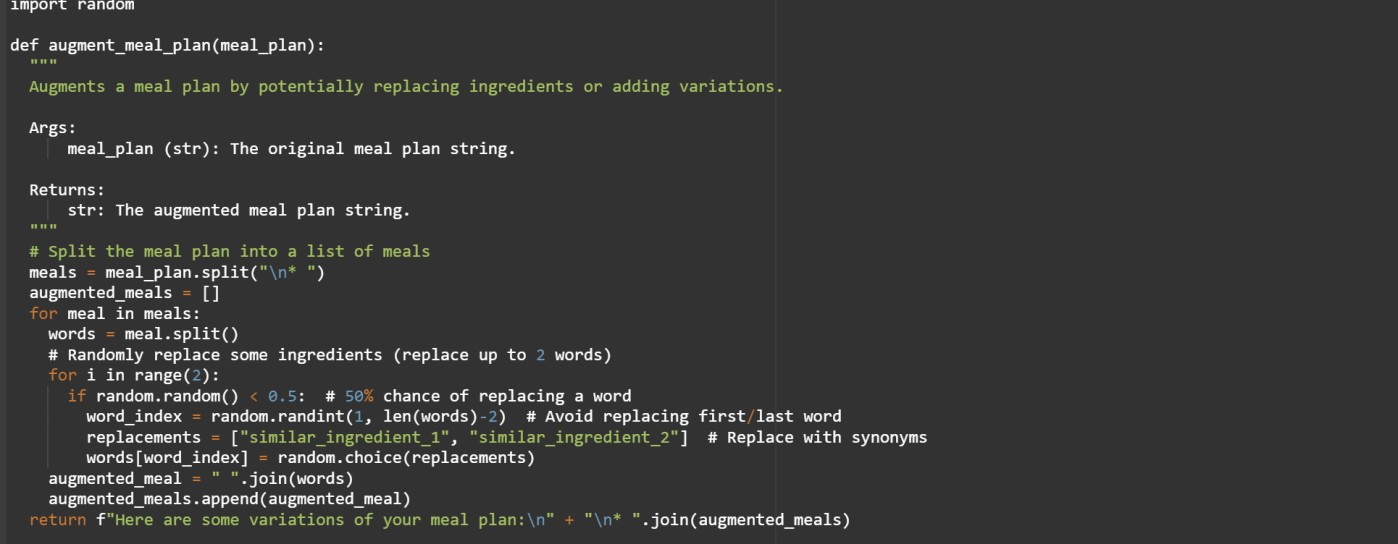 import random
def augment_meal_plan(meal_plan):
"""
Augments a meal plan by potentially replacing ingredients or adding variations.
Args:
meal_plan (str): The original meal plan string.
Returns:
str: The augmented meal plan string.
"""
# Split the meal plan into a list of meals
meals = meal_plan.split("\n* ")
augmented_meals = []
for meal in meals:
words = meal.split()
# Randomly replace some ingredients (replace up to 2 words)
for i in range(2):
if random.random() < 0.5:  # 50% chance of replacing a word
word_index = random.randint(1, len(words)-2)  # Avoid replacing first/last word
replacements = ["similar_ingredient_1", "similar_ingredient_2"]  # Replace with synonyms
words[word_index] = random.choice(replacements)
augmented_meal = " ".join(words)
augmented_meals.append(augmented_meal)
return f"Here are some variations of your meal plan:\n" + "\n* ".join(augmented_meals)